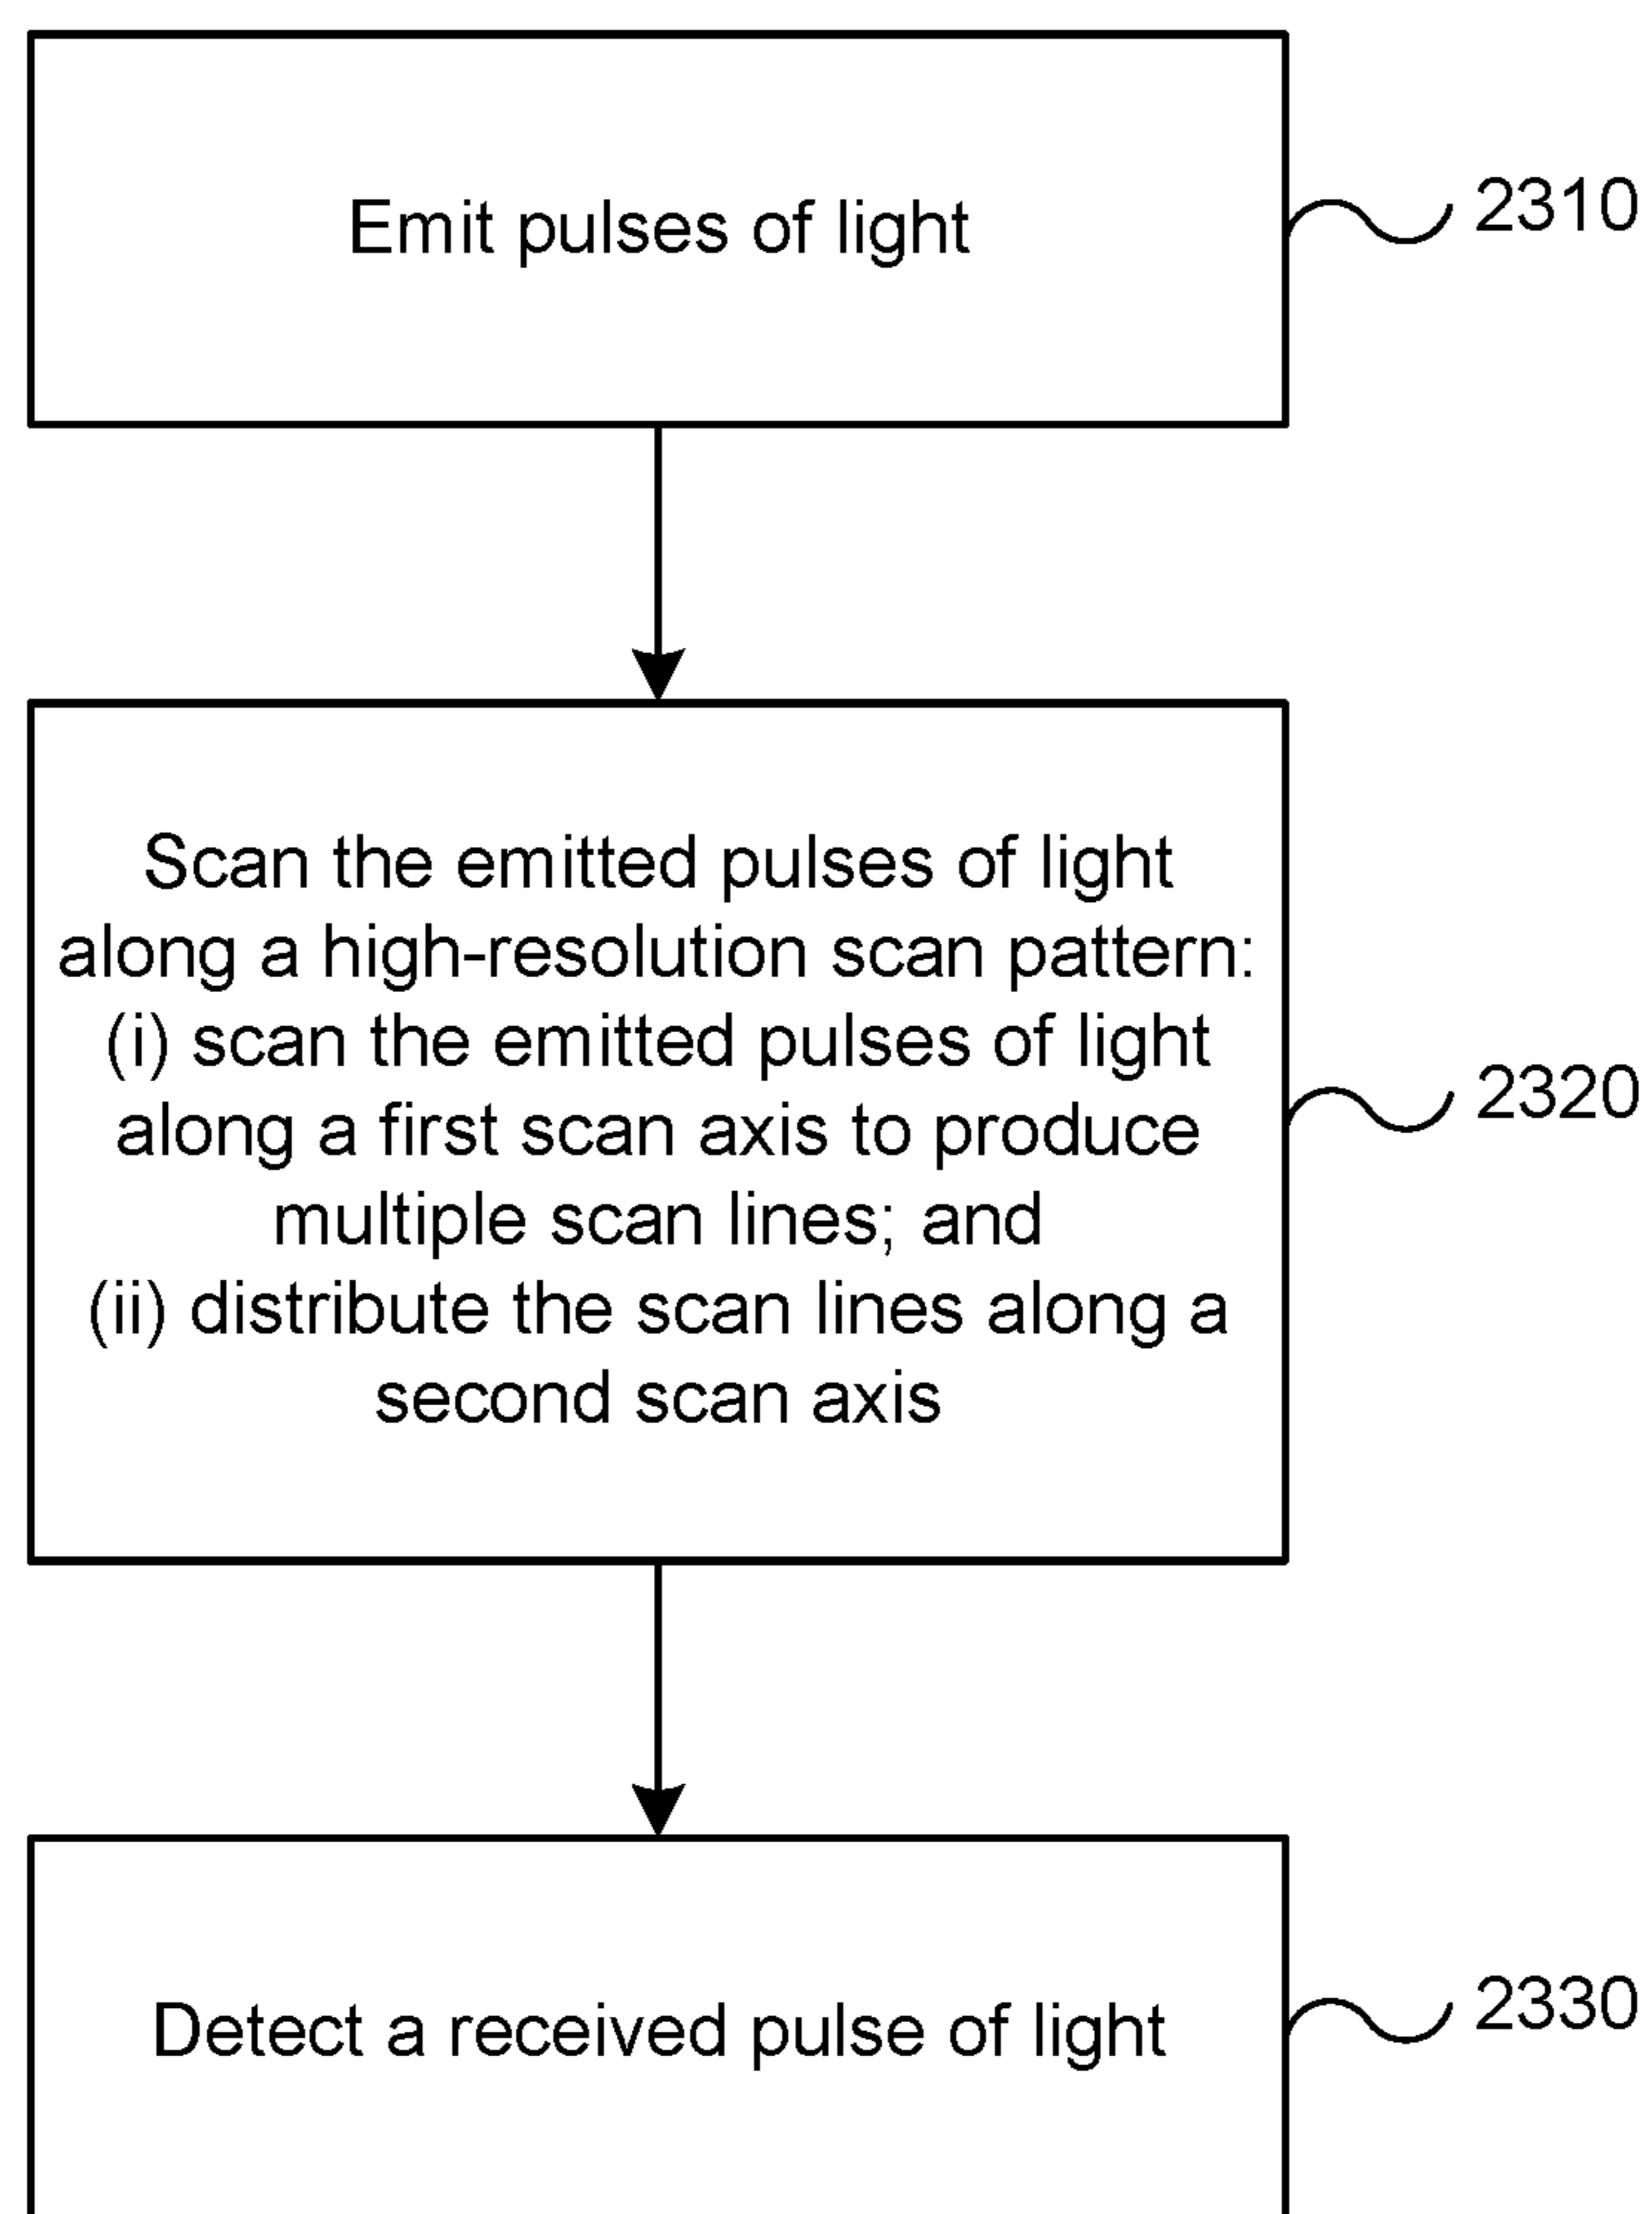 Emit pulses of light
2310
Scan the emitted pulses of light
along a high-resolution scan pattern:
(i) scan the emitted pulses of light
along a first scan axis to produce
multiple scan lines; and
(ii) distribute the scan lines along a
second scan axis
2320
Detect a received pulse of light
2330